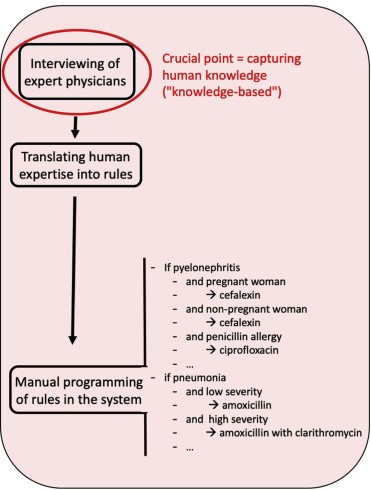 Interviewing of
expert physicians
Crucial point = capturing
human knowledge
("knowledge-based")
Translating human
expertise into rules
- If pyelonephritis
- and pregnant woman
- → cefalexin
- and non-pregnant woman
- → cefalexin
- and penicillin allergy
- → ciprofloxacin
- ...
Manual programming
of rules in the system
- if pneumonia
- and low severity
- → amoxicillin
- and high severity
- → amoxicillin with clarithromycin
- ...